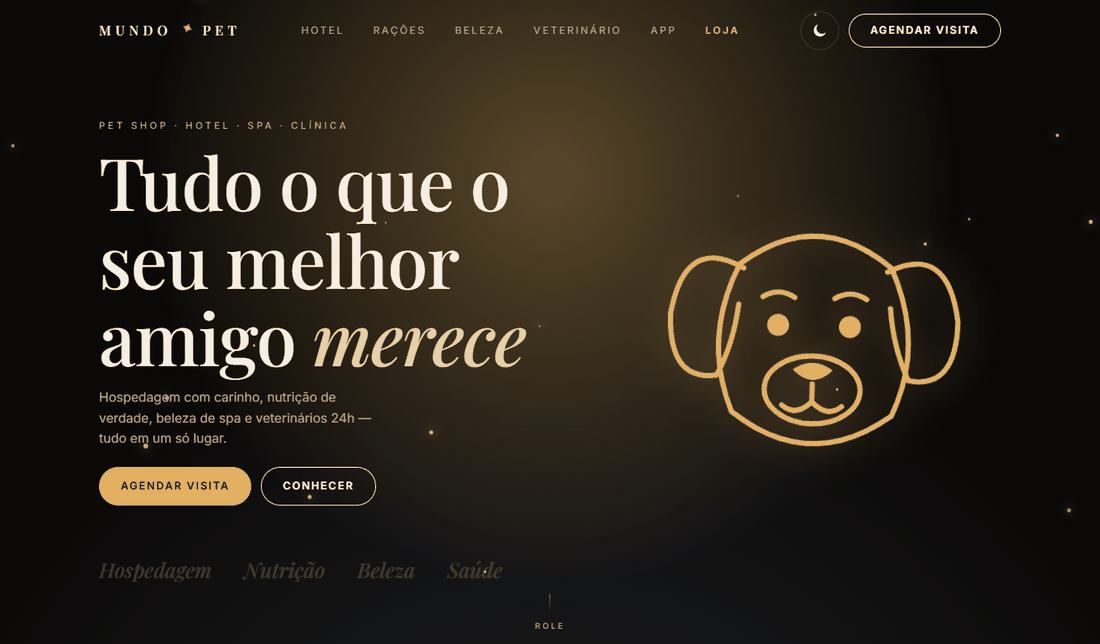 MUNDO ✦ PET
HOTEL RAÇÕES BELEZA VETERINÁRIO APP LOJA
AGENDAR VISITA
PET SHOP · HOTEL · SPA · CLÍNICA
Tudo o que o
seu melhor
amigo merece
Hospedagem com carinho, nutrição de
verdade, beleza de spa e veterinários 24h —
tudo em um só lugar.
AGENDAR VISITA CONHECER
Hospedagem Nutrição Beleza Saúde
ROLE